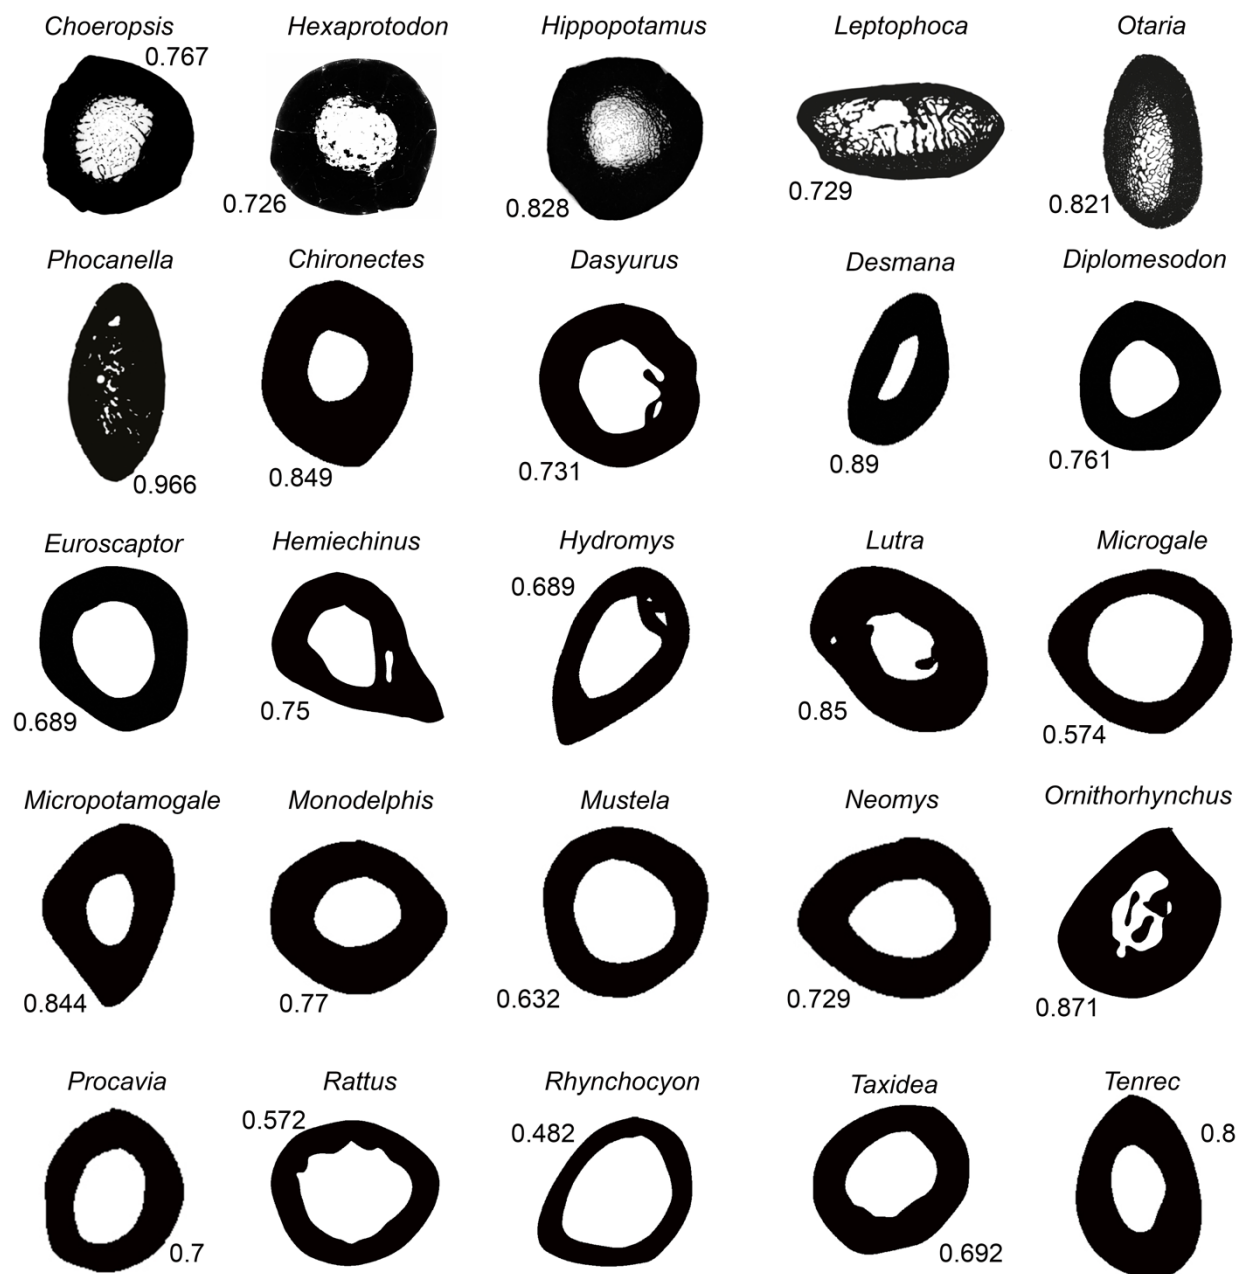 Choeropsis
Hexaprotodon
Hippopotamus
Leptophoca
Otaria
0.767
0.726
0.828
0.729
0.821
Phocanella
Chironectes
Dasyurus
Desmana
Diplomesodon
0.966
0.849
0.731
0.89
0.761
Euroscaptor
Hemiechinus
Hydromys
Lutra
Microgale
0.689
0.75
0.689
0.85
0.574
Micropotamogale
Monodelphis
Mustela
Neomys
Ornithorhynchus
0.844
0.77
0.632
0.729
0.871
Procavia
Rattus
Rhynchocyon
Taxidea
Tenrec
0.7
0.572
0.482
0.692
0.8